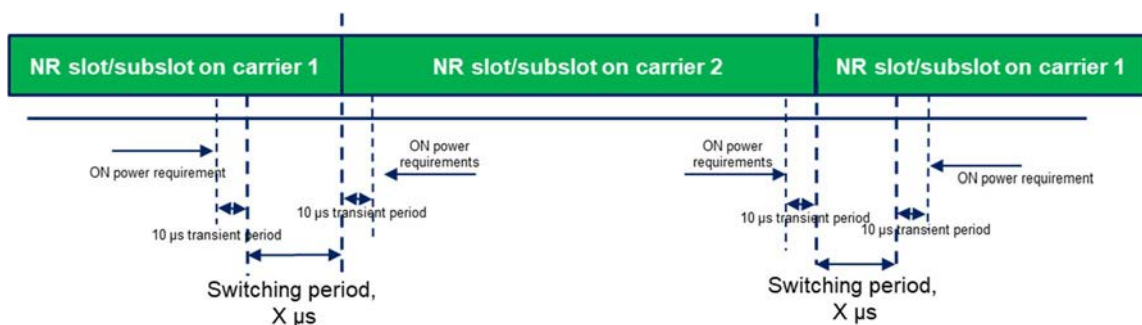 NR slot/subslot on carrier 1
NR slot/subslot on carrier 2
NR slot/subslot on carrier 1
ON power requirement
ON power
requirements
ON power
requirements
ON power requirement
10 µs transient period
10 µs transient period
10 µs transient period
10 µs transient period
Switching period,
X µs
Switching period,
X µs